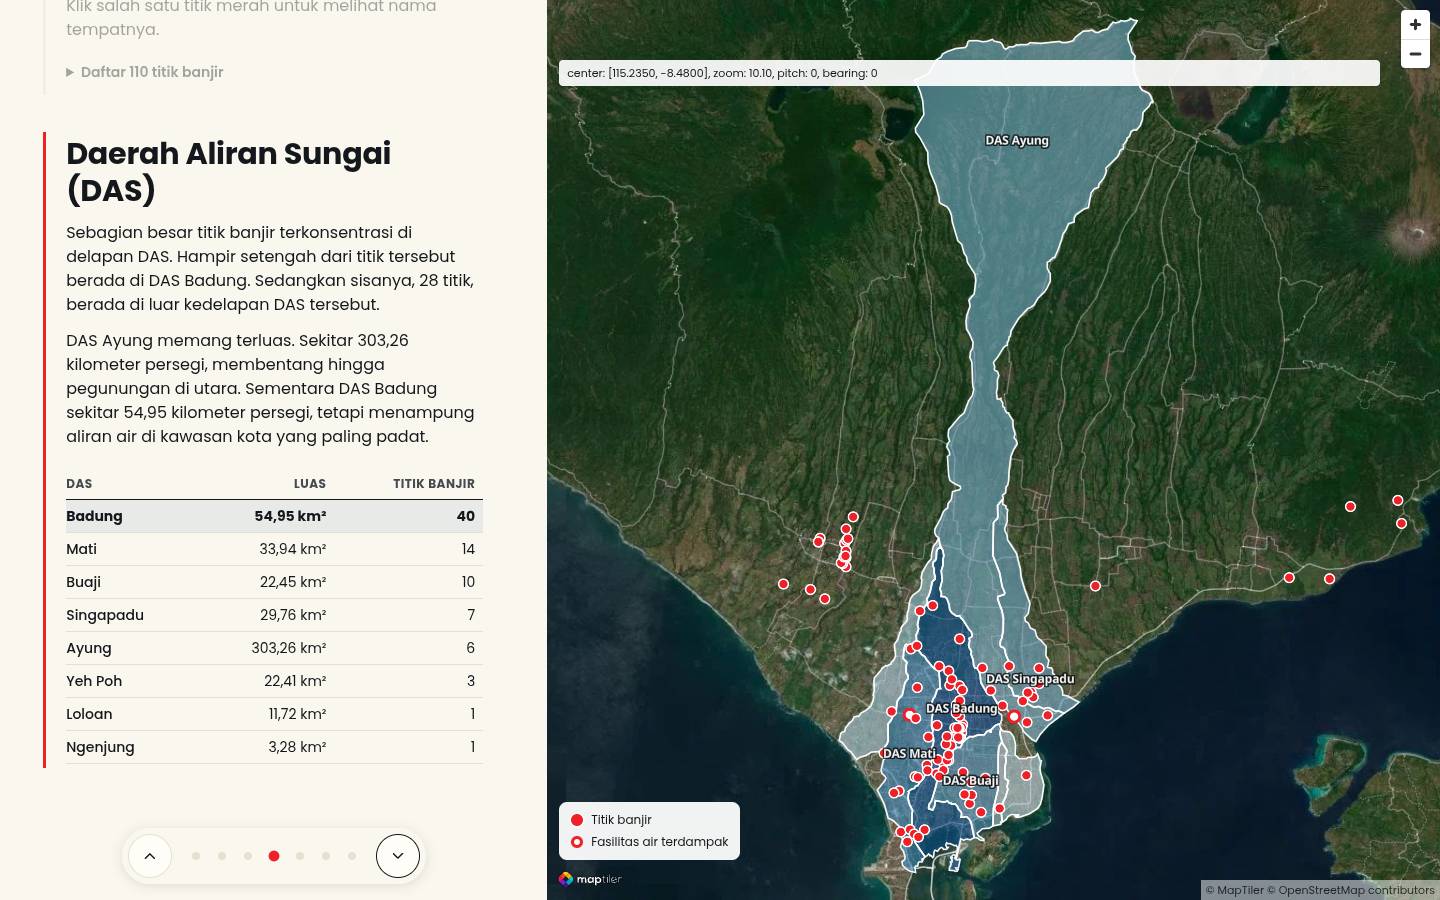 Klik salah satu titik merah untuk melihat nama
tempatnya.
Daftar 110 titik banjir
Daerah Aliran Sungai
(DAS)
Sebagian besar titik banjir terkonsentrasi di
delapan DAS. Hampir setengah dari titik tersebut
berada di DAS Badung. Sedangkan sisanya, 28 titik,
berada di luar kedelapan DAS tersebut.
DAS Ayung memang terluas. Sekitar 303,26
kilometer persegi, membentang hingga
pegunungan di utara. Sementara DAS Badung
sekitar 54,95 kilometer persegi, tetapi menampung
aliran air di kawasan kota yang paling padat.
DAS LUAS TITIK BANJIR
Badung 54,95 km² 40
Mati 33,94 km² 14
Buaji 22,45 km² 10
Singapadu 29,76 km² 7
Ayung 303,26 km² 6
Yeh Poh 22,41 km² 3
Loloan 11,72 km² 1
Ngenjung 3,28 km² 1
center: [115.2350, -8.4800], zoom: 10.10, pitch: 0, bearing: 0
DAS Ayung
DAS Singapadu
DAS Badung
DAS Mati
DAS Buaji
Titik banjir
Fasilitas air terdampak
maptiler
© MapTiler © OpenStreetMap contributors